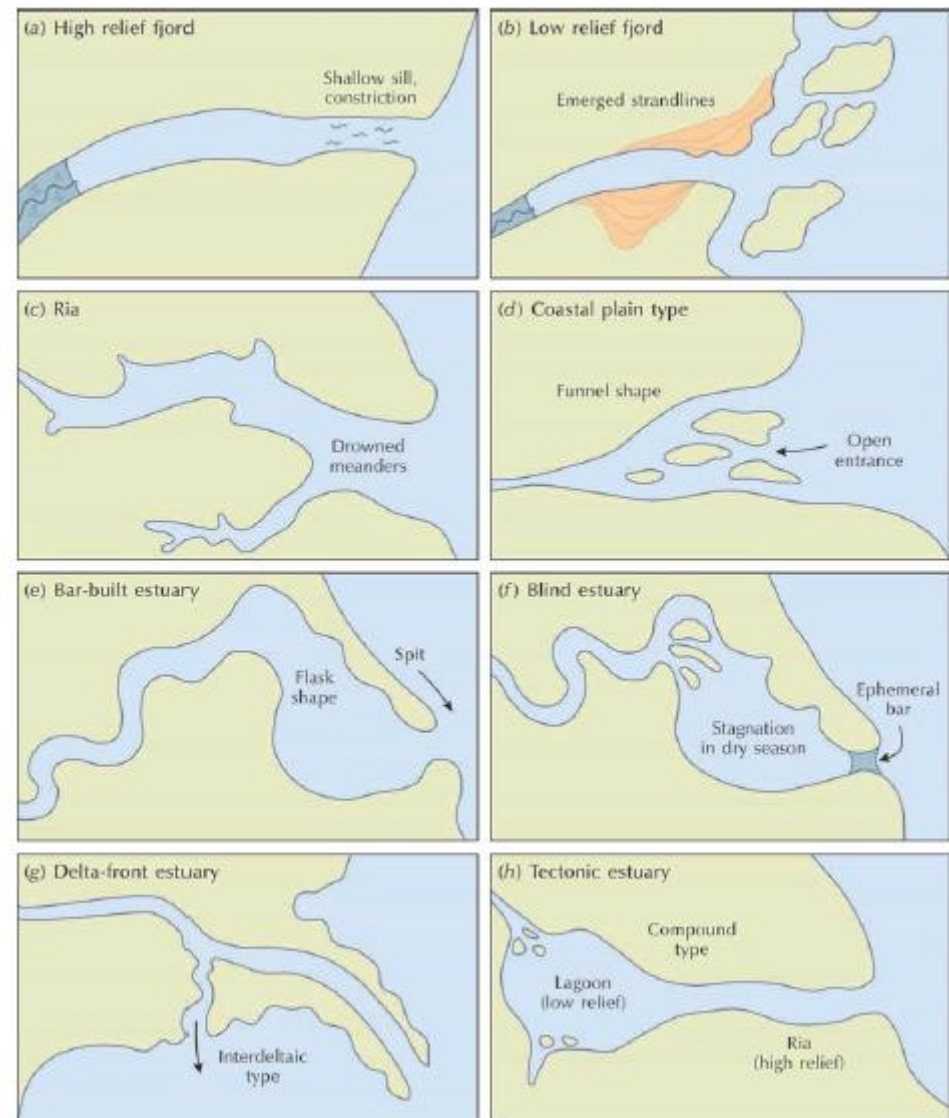 (a) High relief fjord
Shallow sill,
constriction
(b) Low relief fjord
Emerged strandlines
(c) Ria
Drowned
meanders
(d) Coastal plain type
Funnel shape
Open
entrance
(e) Bar-built estuary
Spit
Flask
shape
(f) Blind estuary
Ephemeral
bar
Stagnation
in dry season
(g) Delta-front estuary
Interdeltaic
type
(h) Tectonic estuary
Compound
type
Lagoon
(low relief)
Ria
(high relief)